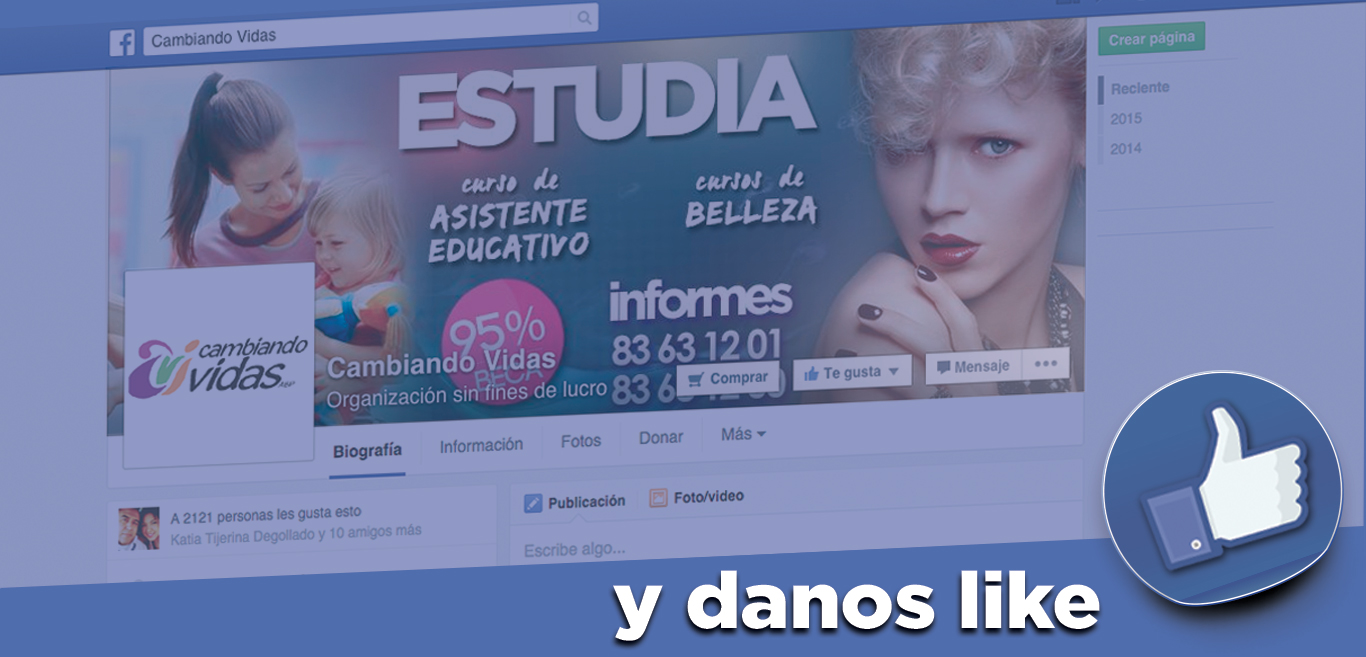 Cambiando Vidas
Crear página
Reciente
2015
2014
ESTUDIA
curso de
ASISTENTE
EDUCATIVO
cursos de
BELLEZA
95%
BECA
informes
83 63 12 01
83 6
cambiando
vidas
Cambiando Vidas
Organización sin fines de lucro
Comprar
Te gusta
Mensaje
Biografía
Información
Fotos
Donar
Más
A 2121 personas les gusta esto
Katia Tijerina Degollado y 10 amigos más
Publicación
Foto/video
Escribe algo...
y danos like